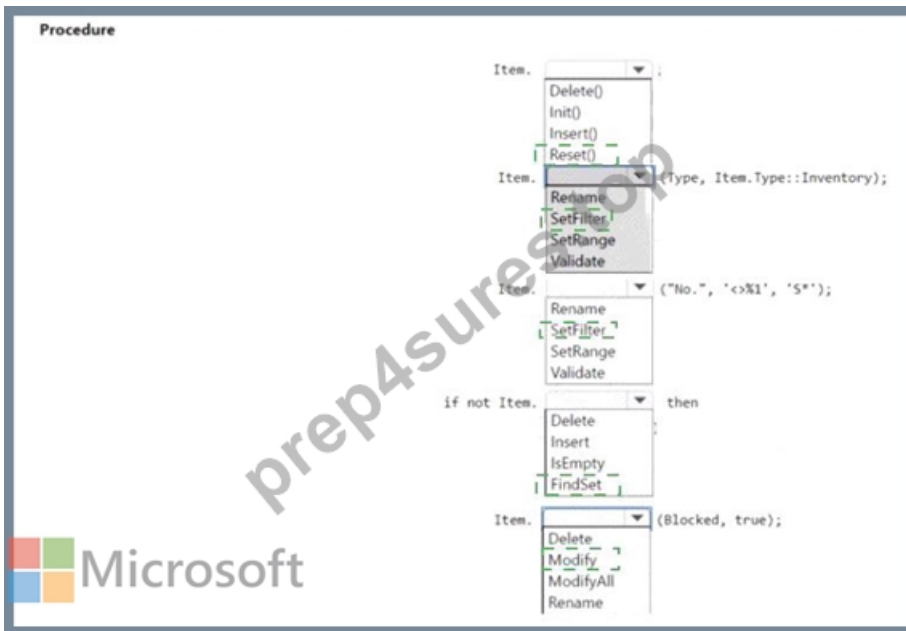 Procedure
Item. ;
Delete()
Init()
Insert()
Reset()
Item. (Type, Item.Type::Inventory);
Rename
SetFilter
SetRange
Validate
Item. ("No.", '<>%1', 'S*');
Rename
SetFilter
SetRange
Validate
if not Item. then
;
Delete
Insert
IsEmpty
FindSet
Item. (Blocked, true);
Delete
Modify
ModifyAll
Rename
Microsoft
prep4sures.top